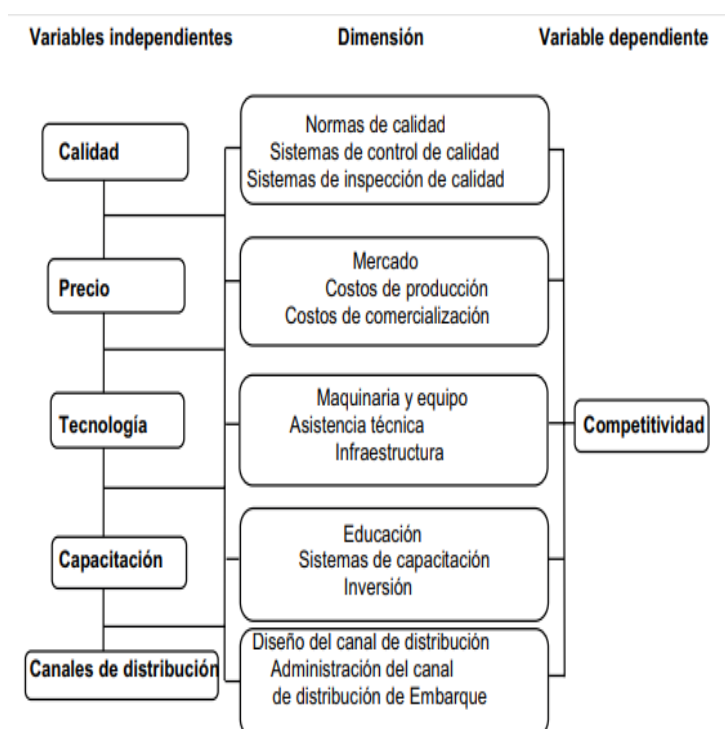 Variables independientes
Dimensión
Variable dependiente
Calidad
Normas de calidad
Sistemas de control de calidad
Sistemas de inspección de calidad
Precio
Mercado
Costos de producción
Costos de comercialización
Tecnología
Maquinaria y equipo
Asistencia técnica
Infraestructura
Competitividad
Capacitación
Educación
Sistemas de capacitación
Inversión
Canales de distribución
Diseño del canal de distribución
Administración del canal
de distribución de Embarque